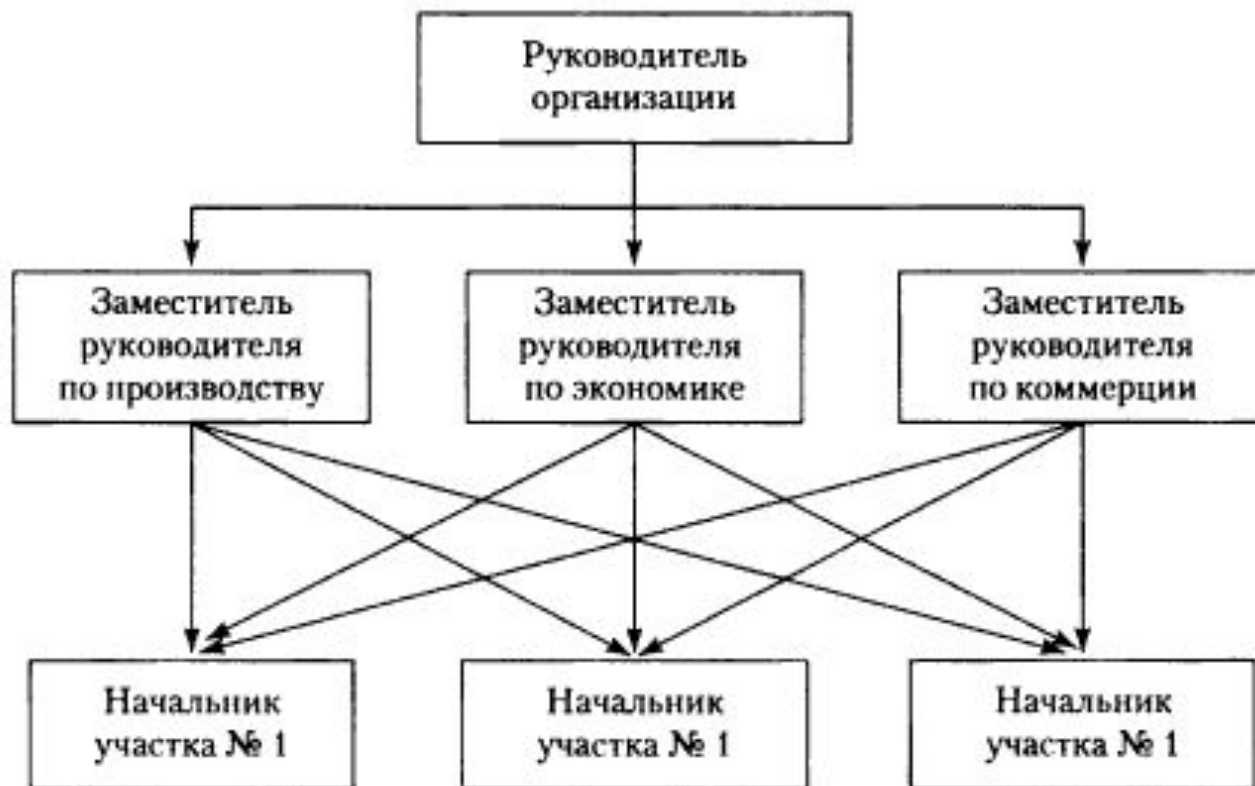 Руководитель
организации
Заместитель
руководителя
по производству
Заместитель
руководителя
по экономике
Заместитель
руководителя
по коммерции
Начальник
участка № 1
Начальник
участка № 1
Начальник
участка № 1